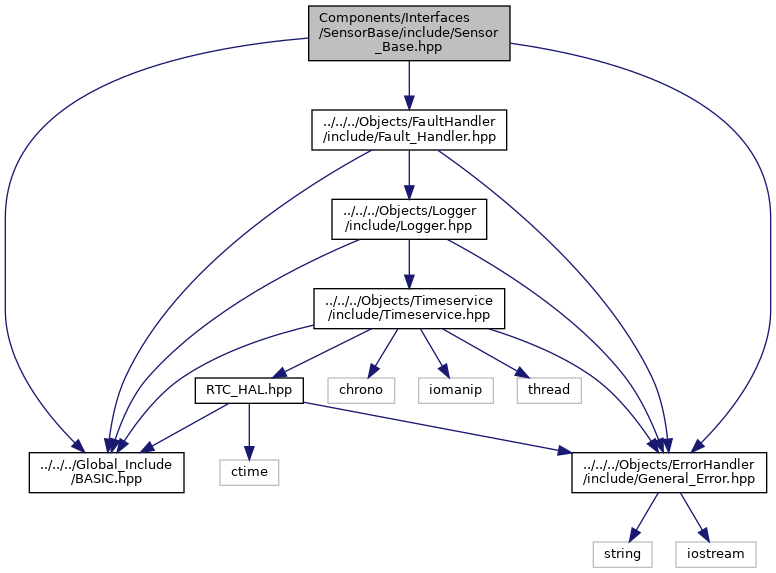 Components/Interfaces
/SensorBase/include/Sensor
_Base.hpp
../../../Objects/FaultHandler
/include/Fault_Handler.hpp
../../../Objects/Logger
/include/Logger.hpp
../../../Objects/Timeservice
/include/Timeservice.hpp
RTC_HAL.hpp
chrono
iomanip
thread
../../../Global_Include
/BASIC.hpp
ctime
../../../Objects/ErrorHandler
/include/General_Error.hpp
string
iostream